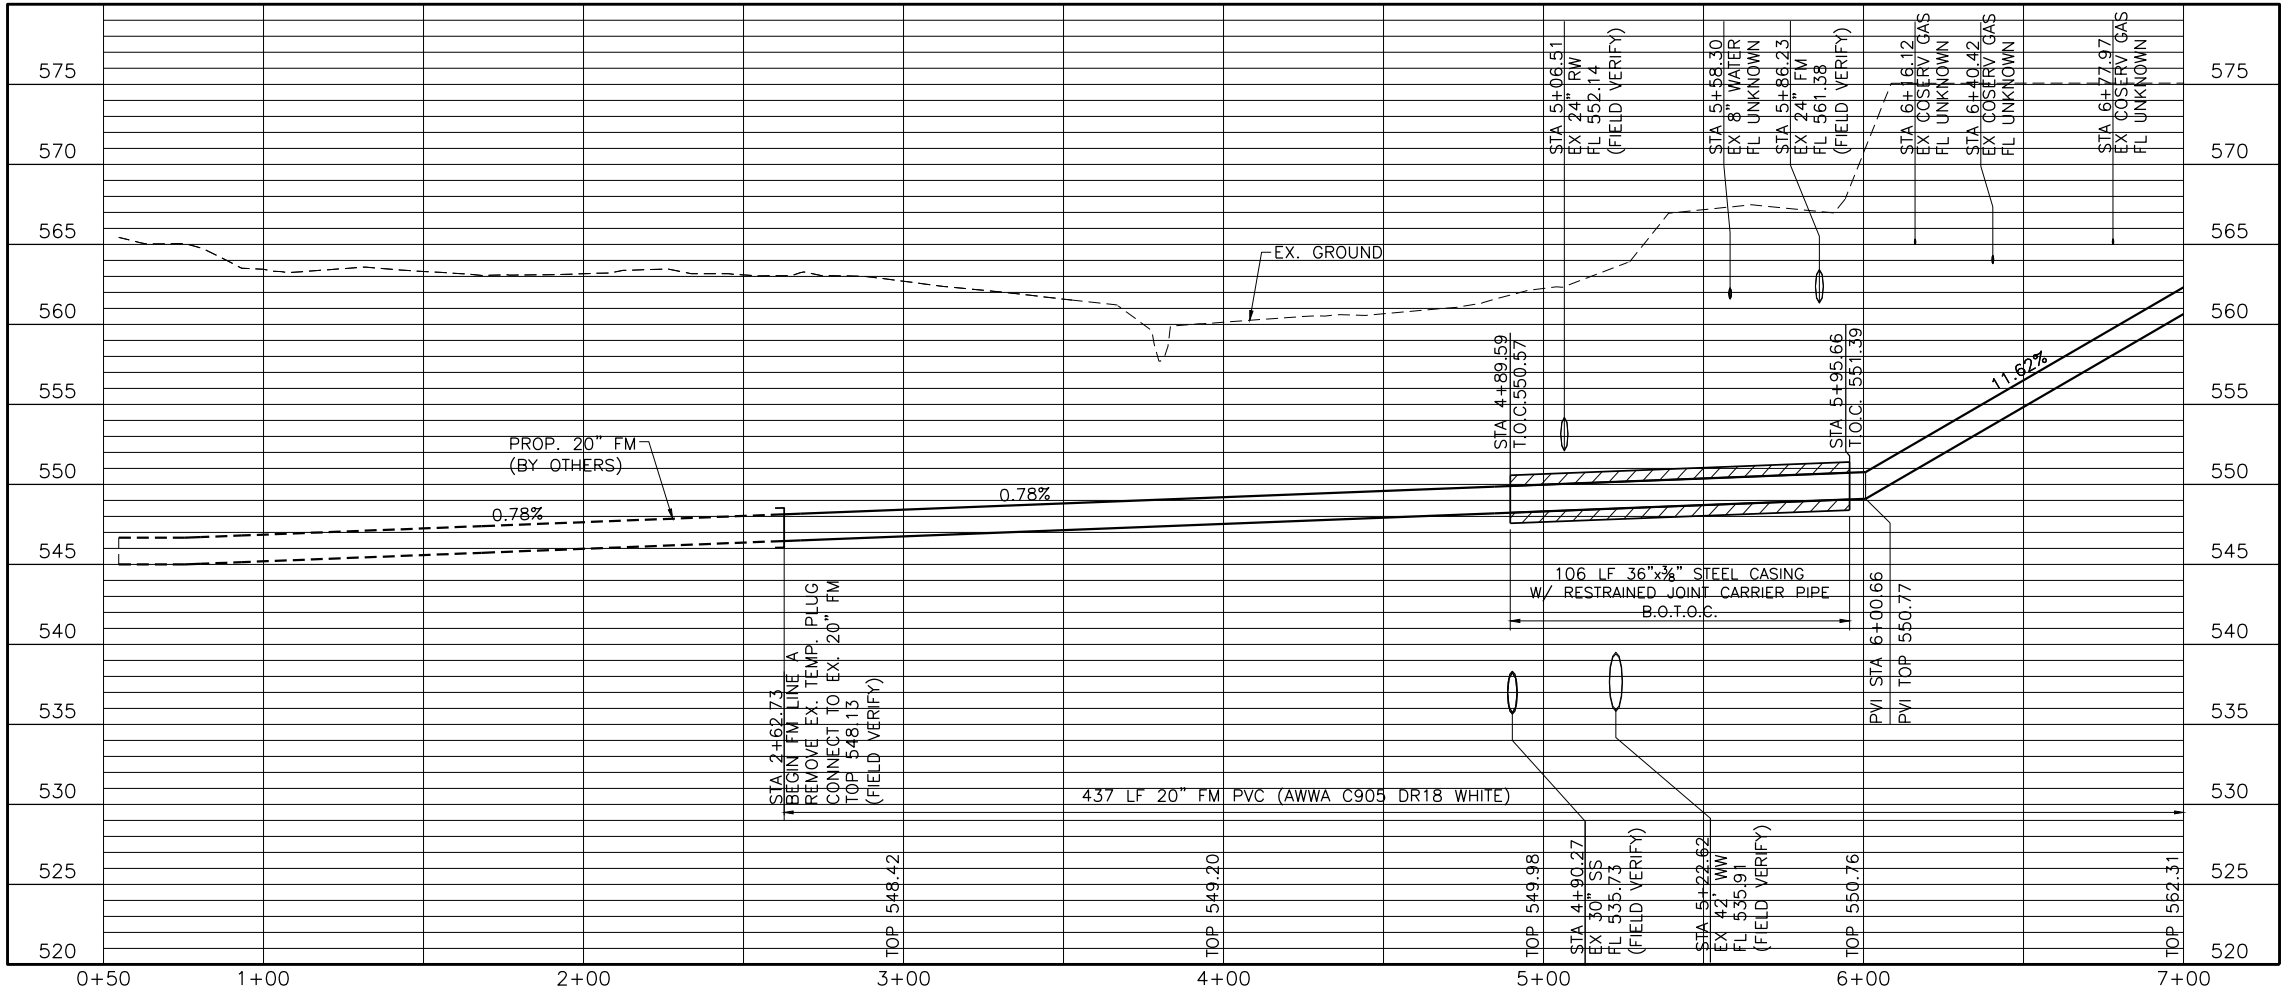 575
570
565
560
555
550
545
540
535
530
525
520
STA 5+06.51
EX 24" RW
FL 552.14
(FIELD VERIFY)
STA 5+58.30
EX 8" WATER
FL UNKNOWN
STA 5+86.23
EX 24" FM
FL 561.38
(FIELD VERIFY)
STA 6+16.12
EX COSERV GAS
FL UNKNOWN
STA 6+40.42
EX COSERV GAS
FL UNKNOWN
STA 6+77.97
EX COSERV GAS
FL UNKNOWN
EX. GROUND
STA 4+89.59
T.O.C.550.57
STA 5+95.66
T.O.C. 551.39
11.62%
PROP. 20" FM
(BY OTHERS)
0.78%
0.78%
106 LF 36"x⅜" STEEL CASING
W/ RESTRAINED JOINT CARRIER PIPE
B.O.T.O.C.
PVI STA 6+00.66
PVI TOP 550.77
STA 2+62.73
BEGIN FM LINE A
REMOVE EX. TEMP. PLUG
CONNECT TO EX. 20" FM
TOP 548.13
(FIELD VERIFY)
437 LF 20" FM PVC (AWWA C905 DR18 WHITE)
TOP 548.42
TOP 549.20
TOP 549.98
STA 4+90.27
EX 30" SS
FL 535.73
(FIELD VERIFY)
STA 5+22.62
EX 42' WW
FL 535.91
(FIELD VERIFY)
TOP 550.76
TOP 562.31
575
570
565
560
555
550
545
540
535
530
525
520
0+50
1+00
2+00
3+00
4+00
5+00
6+00
7+00